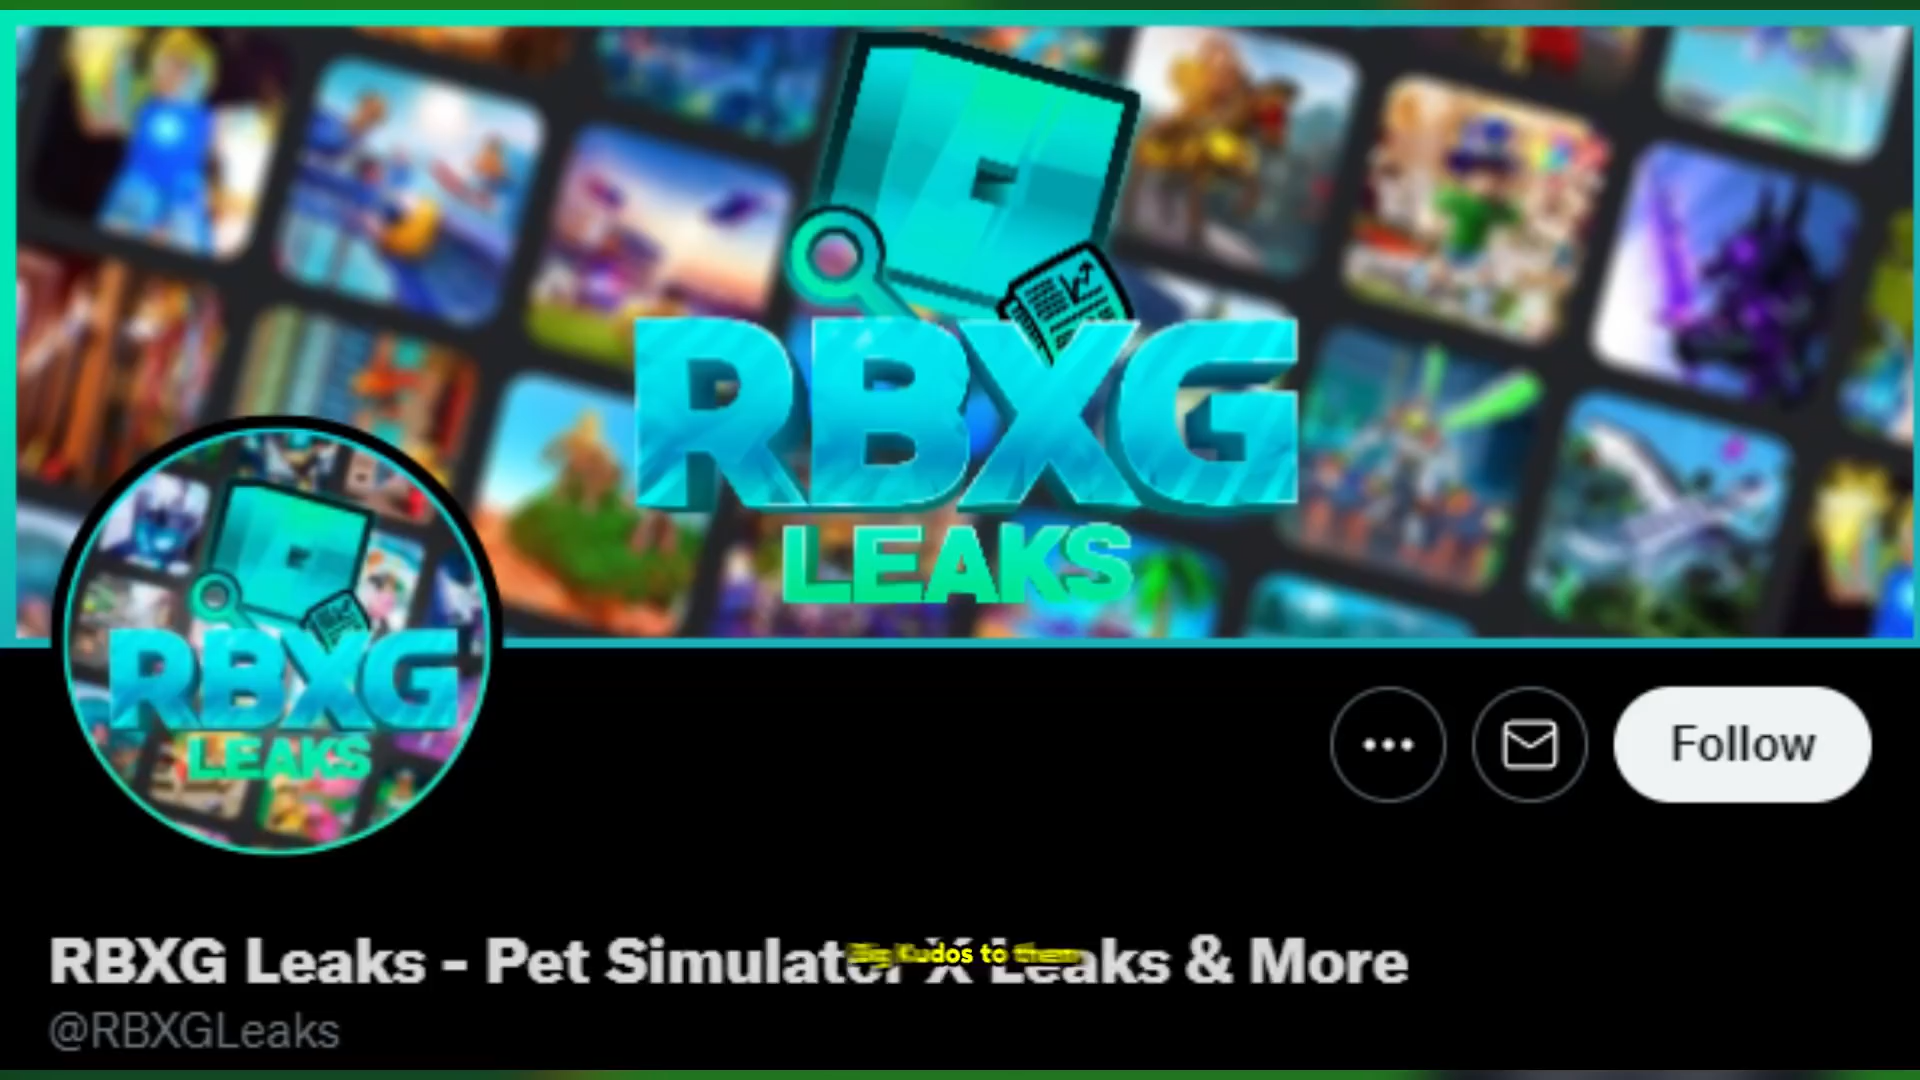 RBXG
LEAKS
RBXG
LEAKS
Follow
RBXG Leaks - Pet Simulator X Leaks & More
Big Kudos to them
@RBXGLeaks